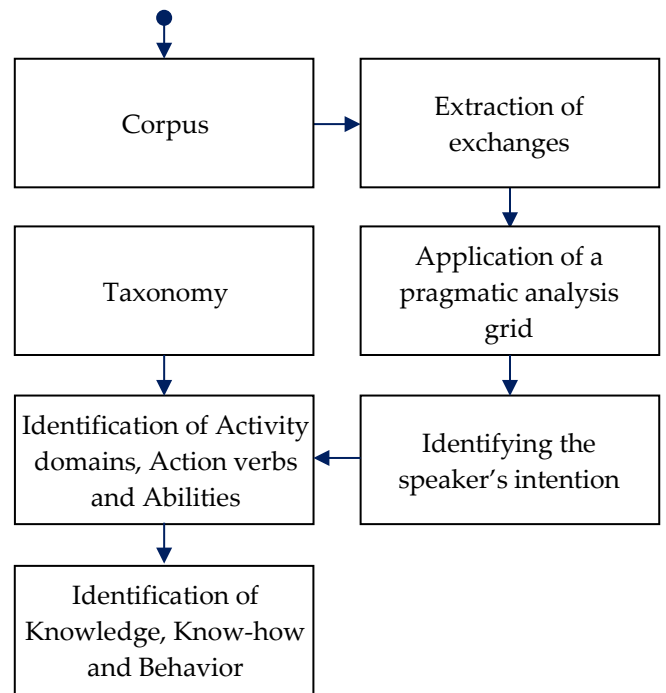 Corpus
Extraction of
exchanges
Taxonomy
Application of a
pragmatic analysis
grid
Identification of Activity
domains, Action verbs
and Abilities
Identifying the
speaker’s intention
Identification of
Knowledge, Know-how
and Behavior